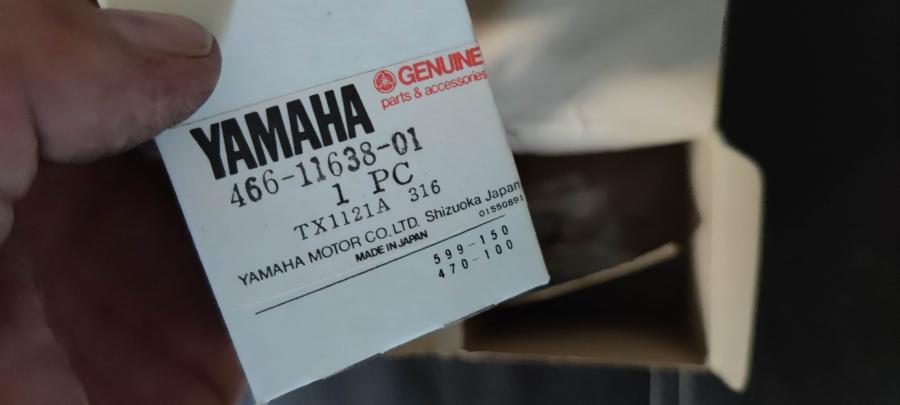 YAMAHA
GENUINE
parts & accessories
466-11638-01
1 PC
TX1121A 316
YAMAHA MOTOR CO.LTD. Shizuoka Japan
MADE IN JAPAN
01550891
599-150
470-100